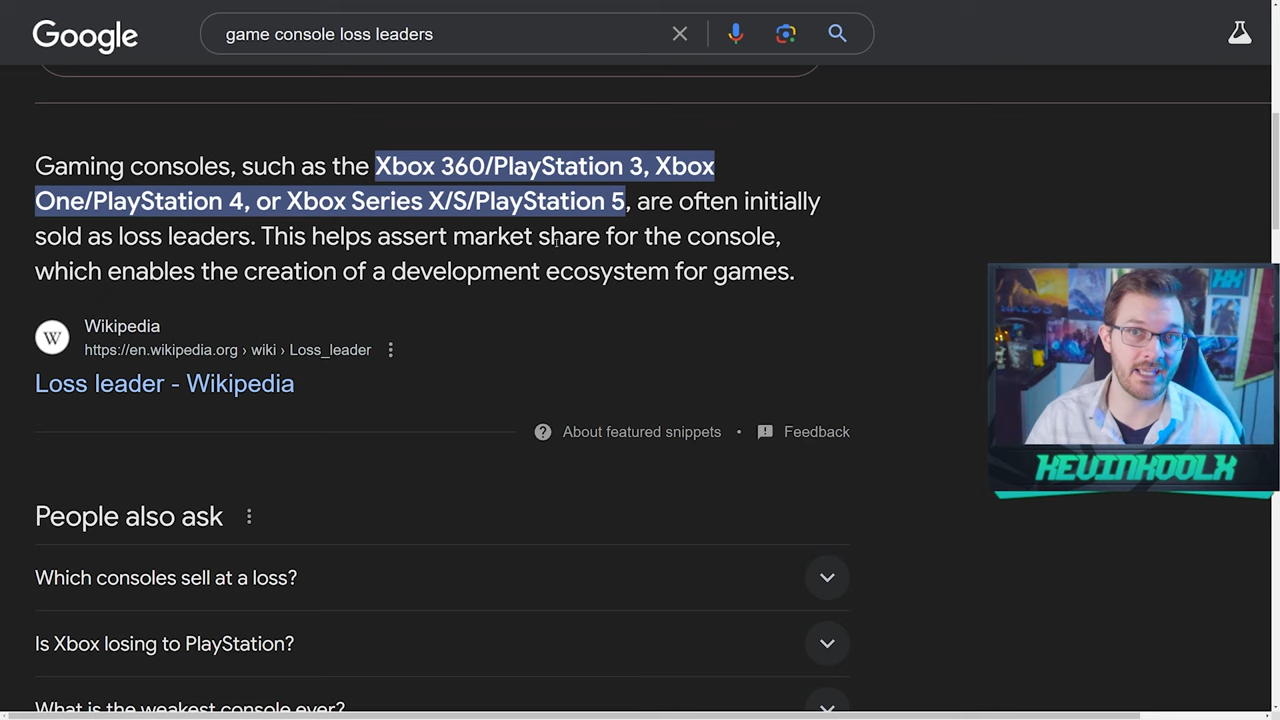 Google
game console loss leaders
Gaming consoles, such as the Xbox 360/PlayStation 3, Xbox
One/PlayStation 4, or Xbox Series X/S/PlayStation 5, are often initially
sold as loss leaders. This helps assert market share for the console,
which enables the creation of a development ecosystem for games.
W
Wikipedia
https://en.wikipedia.org › wiki › Loss_leader
Loss leader - Wikipedia
About featured snippets • Feedback
KEVINKOOLX
People also ask
Which consoles sell at a loss?
Is Xbox losing to PlayStation?
What is the weakest console ever?